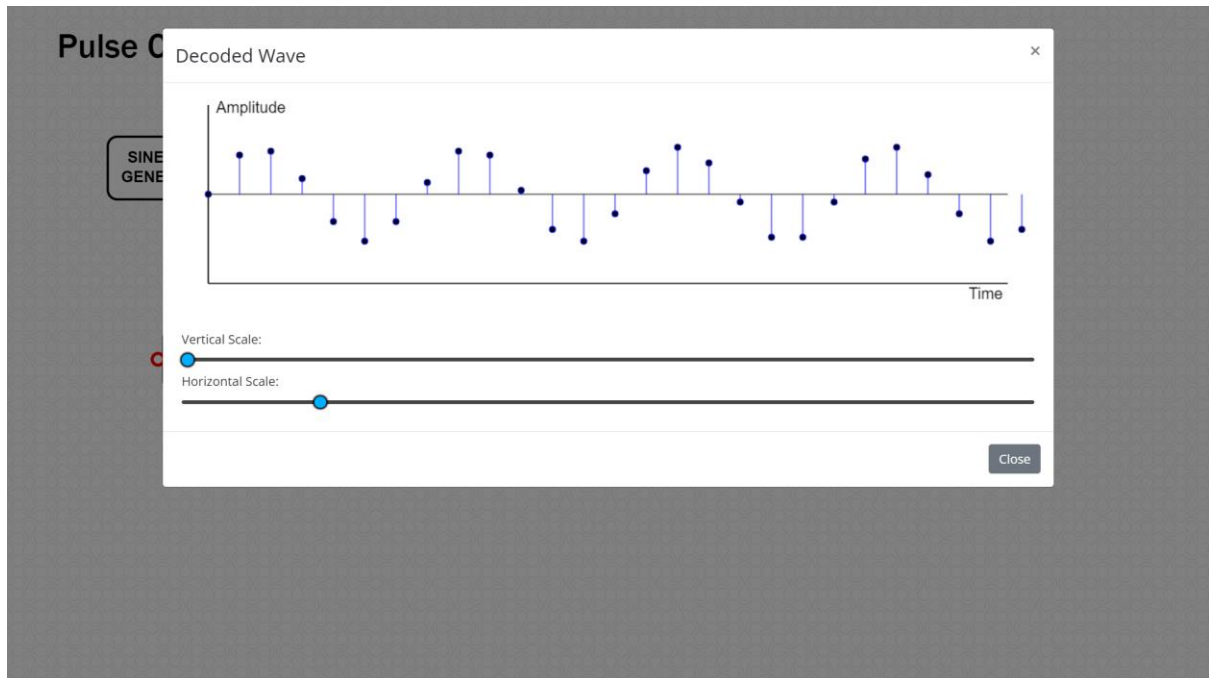 Pulse C
Decoded Wave
×
Amplitude
SINE
GENE
Time
Vertical Scale:
Horizontal Scale:
Close